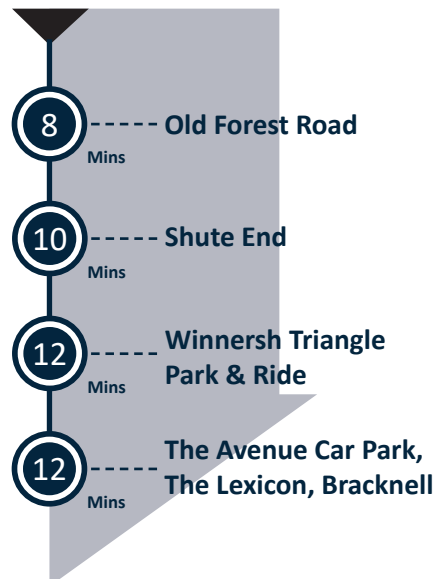 8
Mins
Old Forest Road
10
Mins
Shute End
12
Mins
Winnersh Triangle
Park & Ride
12
Mins
The Avenue Car Park,
The Lexicon, Bracknell